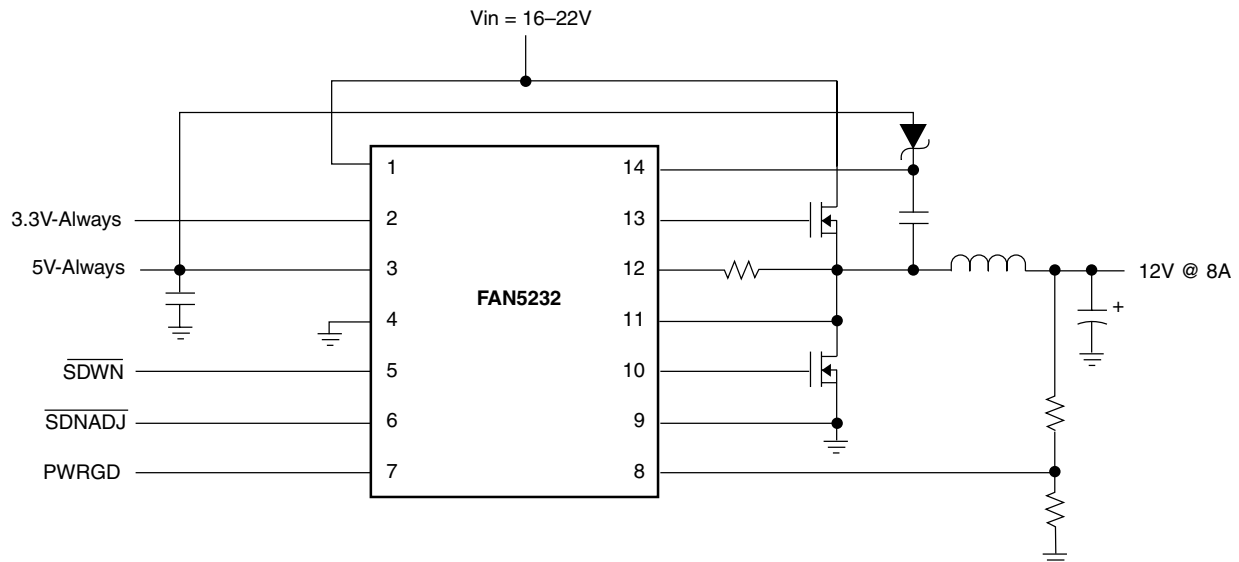 Vin = 16–22V
1
14
3.3V-Always
2
13
5V-Always
3
12
12V @ 8A
FAN5232
+
4
11
SDWN
5
10
SDNADJ
6
9
PWRGD
7
8